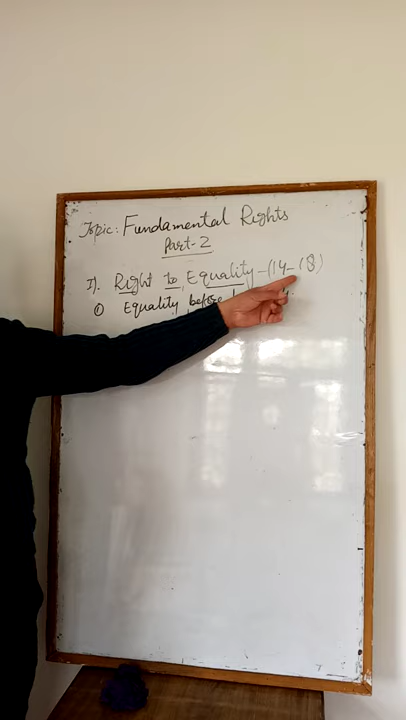 Topic: Fundamental Rights
Part-2
I). Right to Equality - (14-18)
① Equality before